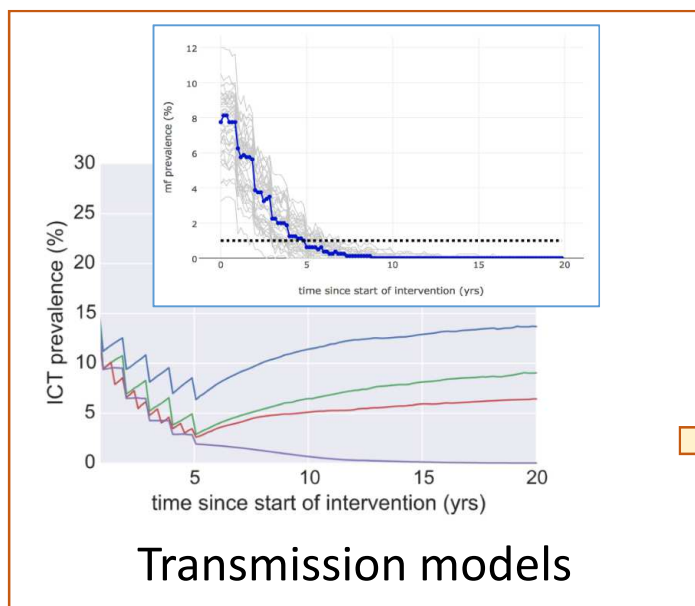 12
10
8
6
4
2
0
mf prevalence (%)
0 5 10 15 20
time since start of intervention (yrs)
30
25
20
15
10
5
0
ICT prevalence (%)
5 10 15 20
time since start of intervention (yrs)
Transmission models